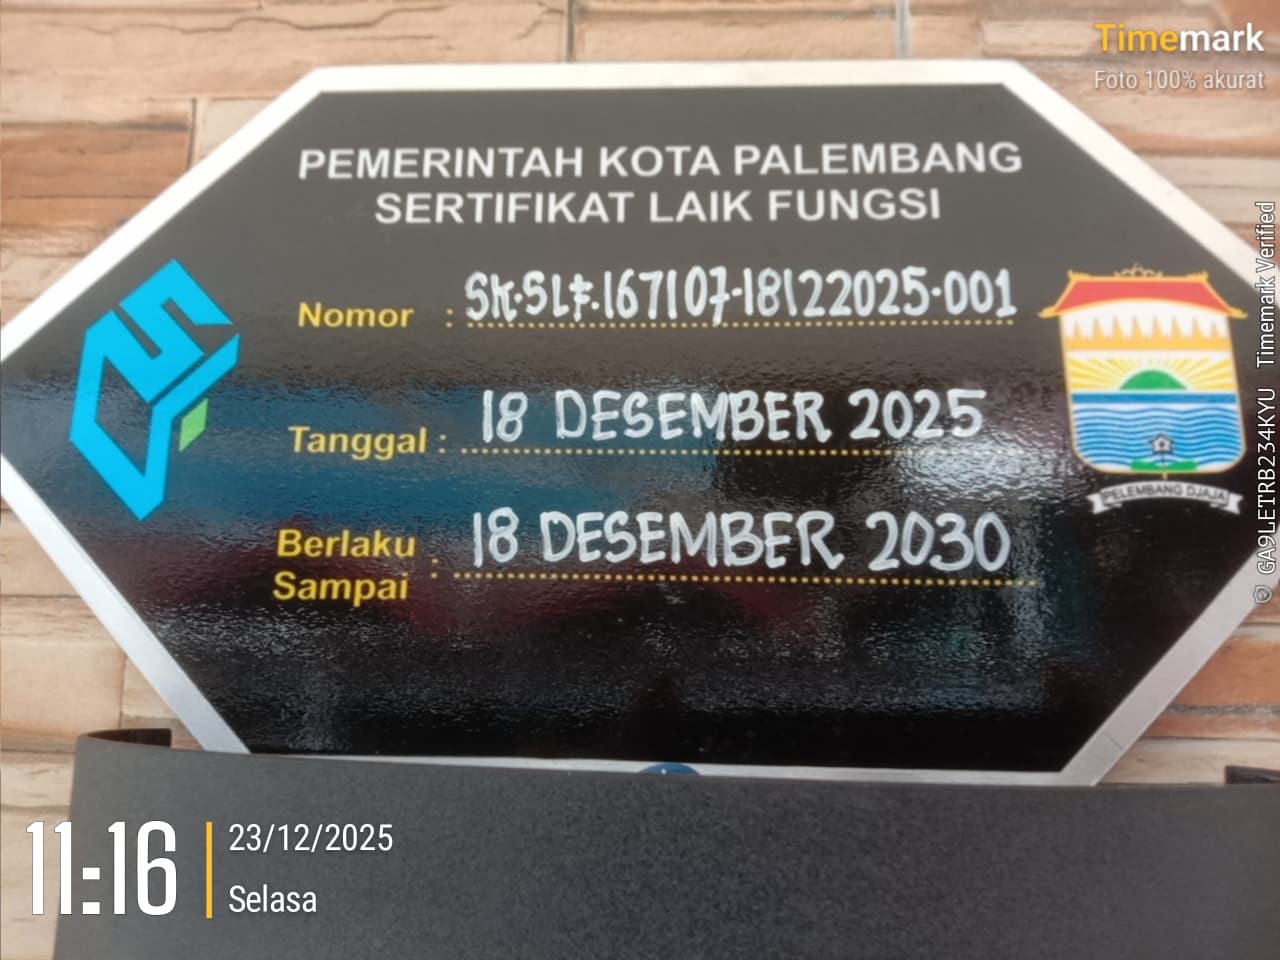 Timemark
Foto 100% akurat
PEMERINTAH KOTA PALEMBANG
SERTIFIKAT LAIK FUNGSI
Nomor : SK-SLF-167107-18122025-001
Tanggal : 18 DESEMBER 2025
Berlaku Sampai : 18 DESEMBER 2030
PELEMBANG DJAJA
11:16
23/12/2025
Selasa
GA9LETRB234KYU Timemark Verified